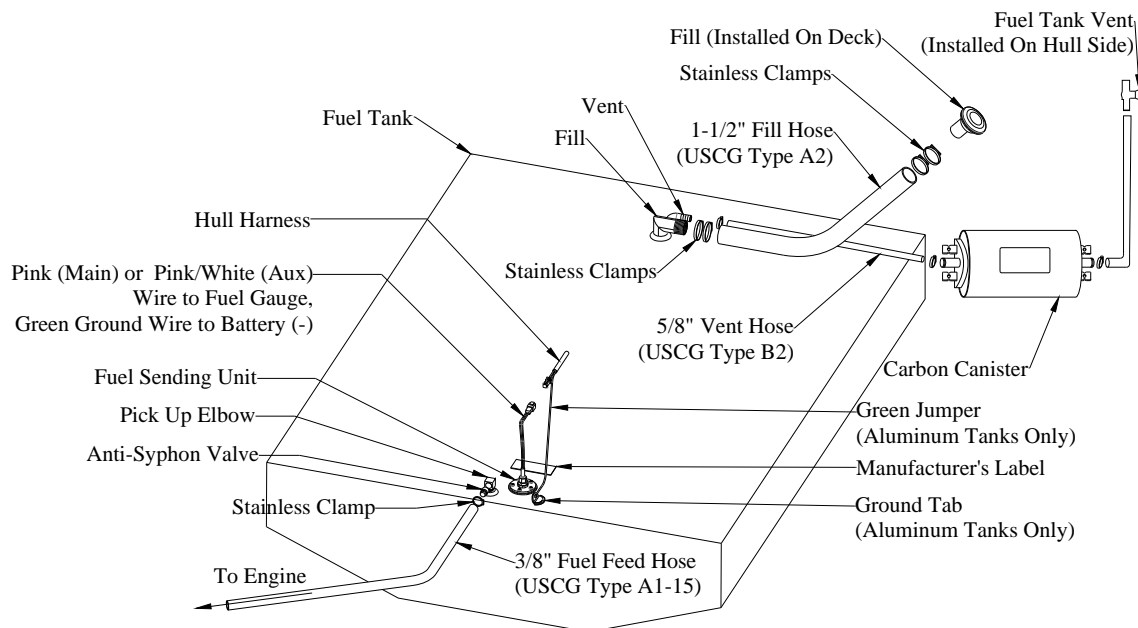 Fuel Tank Vent
(Installed On Hull Side)
Fill (Installed On Deck)
Stainless Clamps
Vent
1-1/2" Fill Hose
(USCG Type A2)
Fuel Tank
Fill
Hull Harness
Stainless Clamps
Pink (Main) or  Pink/White (Aux)
Wire to Fuel Gauge,
Green Ground Wire to Battery (-)
5/8" Vent Hose
(USCG Type B2)
Carbon Canister
Fuel Sending Unit
Pick Up Elbow
Anti-Syphon Valve
Stainless Clamp
Green Jumper
(Aluminum Tanks Only)
Manufacturer's Label
Ground Tab
(Aluminum Tanks Only)
3/8" Fuel Feed Hose
(USCG Type A1-15)
To Engine